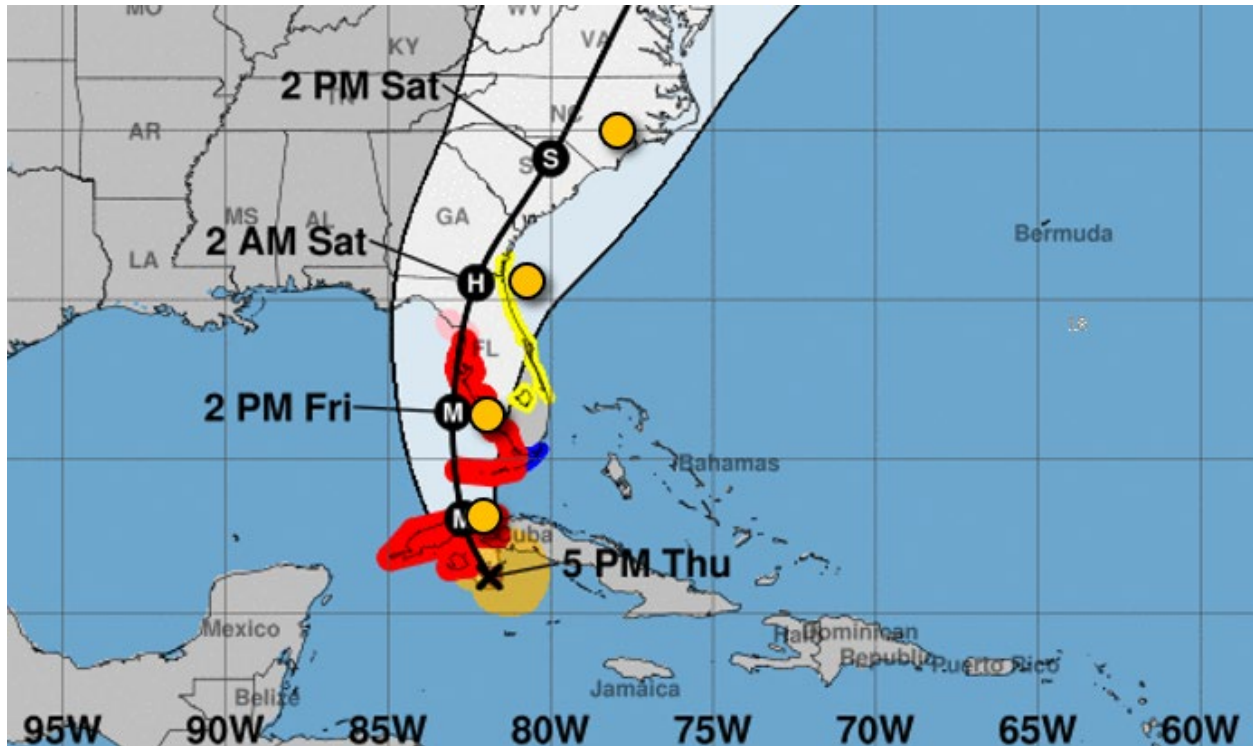 MO
WV
KY
VA
2 PM Sat
NC
AR
S
MS
AL
GA
2 AM Sat
Bermuda
LA
H
FL
2 PM Fri
M
Bahamas
M
5 PM Thu
Mexico
Dominican
Republic
Puerto Rico
Jamaica
Belize
95W 90W 85W 80W 75W 70W 65W 60W